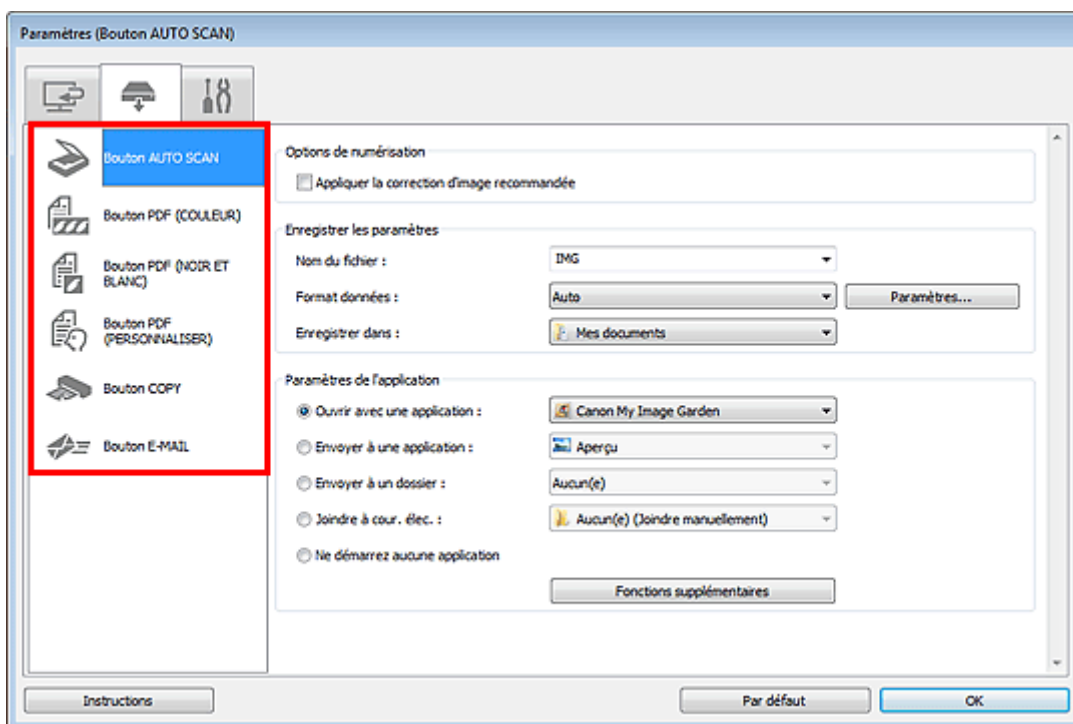 Paramètres (Bouton AUTO SCAN)
Bouton AUTO SCAN
Bouton PDF (COULEUR)
Bouton PDF (NOIR ET
BLANC)
Bouton PDF
(PERSONNALISER)
Bouton COPY
Bouton E-MAIL
Options de numérisation
Appliquer la correction d'image recommandée
Enregistrer les paramètres
Nom du fichier : IMG
Format données : Auto Paramètres...
Enregistrer dans : Mes documents
Paramètres de l'application
Ouvrir avec une application : Canon My Image Garden
Envoyer à une application : Aperçu
Envoyer à un dossier : Aucun(e)
Joindre à cour. élec. : Aucun(e) (Joindre manuellement)
Ne démarrez aucune application
Fonctions supplémentaires
Instructions Par défaut OK